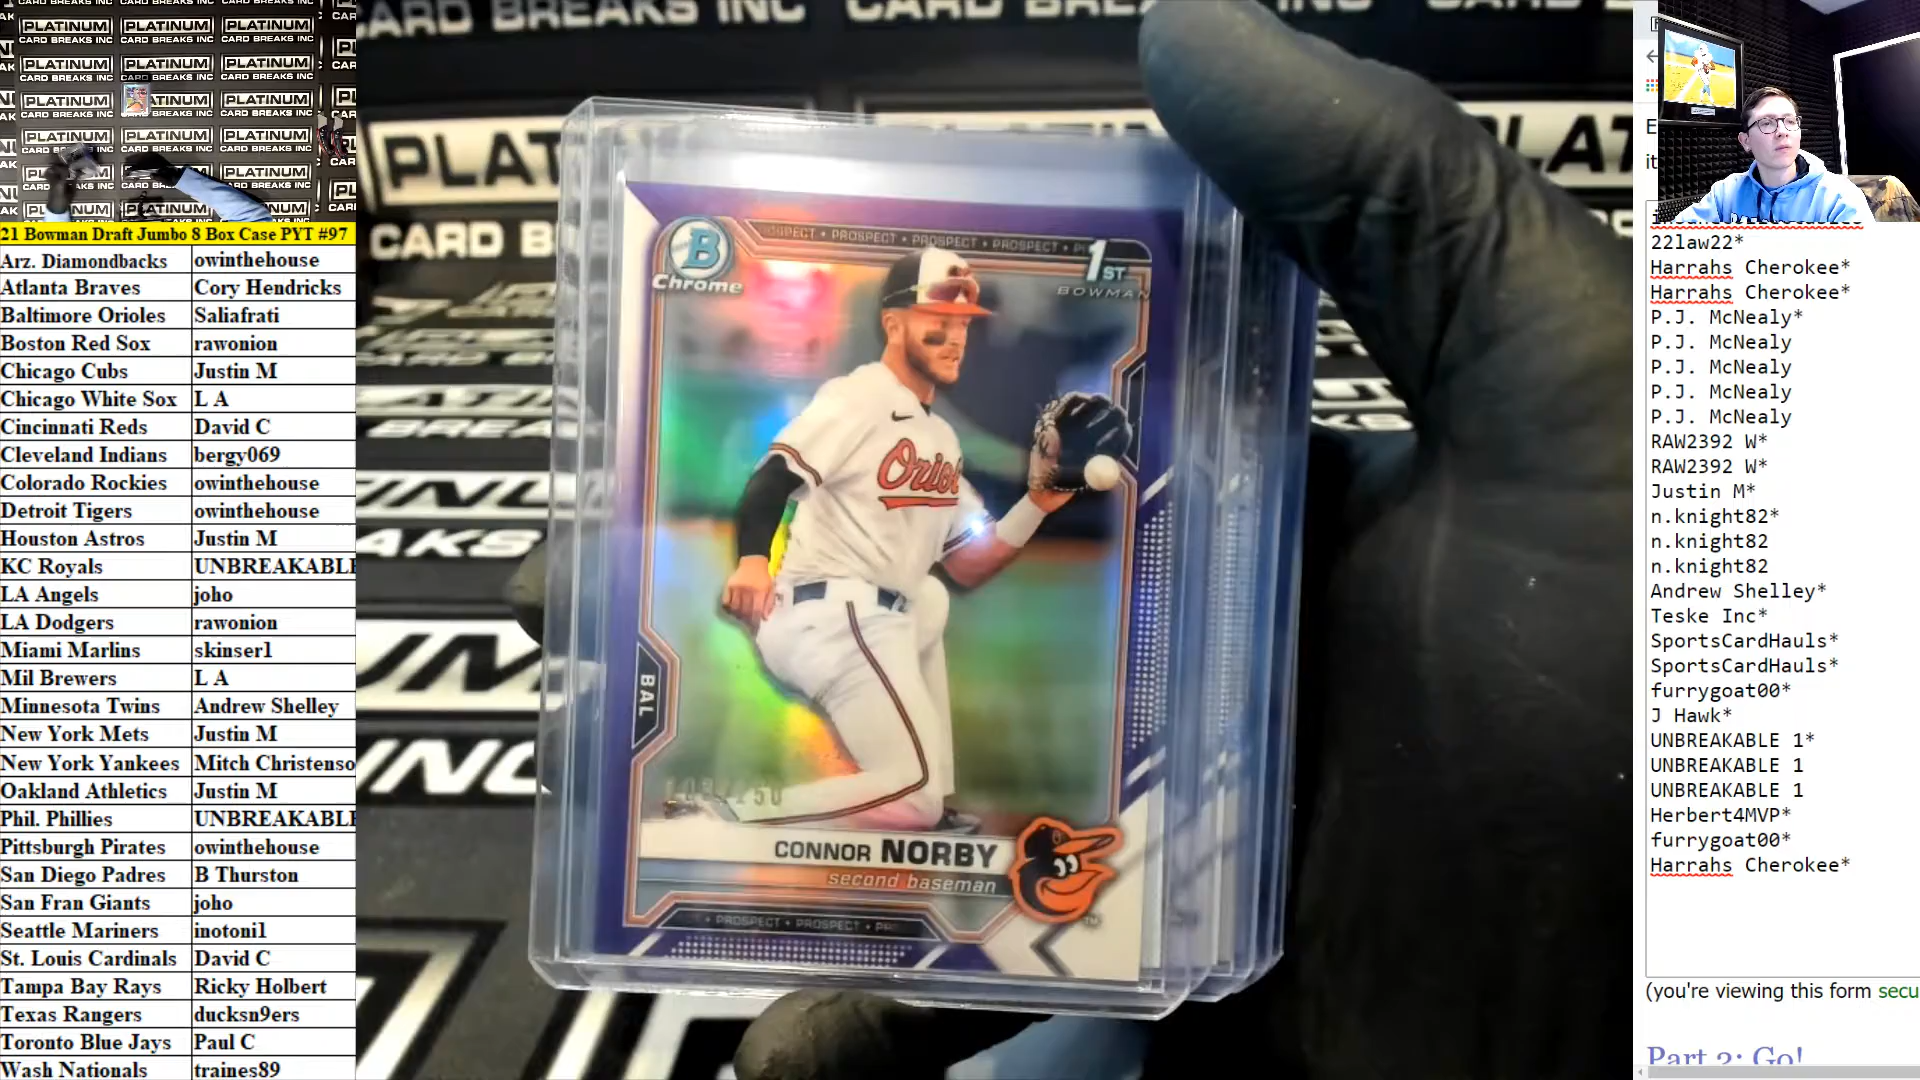 21 Bowman Draft Jumbo 8 Box Case PYT #97
Arz. Diamondbacks owinthehouse
Atlanta Braves Cory Hendricks
Baltimore Orioles Saliafrati
Boston Red Sox rawonion
Chicago Cubs Justin M
Chicago White Sox L A
Cincinnati Reds David C
Cleveland Indians bergy069
Colorado Rockies owinthehouse
Detroit Tigers owinthehouse
Houston Astros Justin M
KC Royals UNBREAKABLE
LA Angels joho
LA Dodgers rawonion
Miami Marlins skinser1
Mil Brewers L A
Minnesota Twins Andrew Shelley
New York Mets Justin M
New York Yankees Mitch Christenso
Oakland Athletics Justin M
Phil. Phillies UNBREAKABLE
Pittsburgh Pirates owinthehouse
San Diego Padres B Thurston
San Fran Giants joho
Seattle Mariners inotoni1
St. Louis Cardinals David C
Tampa Bay Rays Ricky Holbert
Texas Rangers ducksn9ers
Toronto Blue Jays Paul C
Wash Nationals traines89
PLATINUM
CARD BREAKS INC
B
Chrome
PROSPECT • PROSPECT • PROSPECT • PROSPECT
1ST
BOWMAN
BAL
CONNOR NORBY
second baseman
PROSPECT • PROSPECT
22law22*
Harrahs Cherokee*
Harrahs Cherokee*
P.J. McNealy*
P.J. McNealy
P.J. McNealy
P.J. McNealy
P.J. McNealy
RAW2392 W*
RAW2392 W*
Justin M*
n.knight82*
n.knight82
n.knight82
Andrew Shelley*
Teske Inc*
SportsCardHauls*
SportsCardHauls*
furrygoat00*
J Hawk*
UNBREAKABLE 1*
UNBREAKABLE 1
UNBREAKABLE 1
Herbert4MVP*
furrygoat00*
Harrahs Cherokee*
(you're viewing this form secu
Part 2: Go!